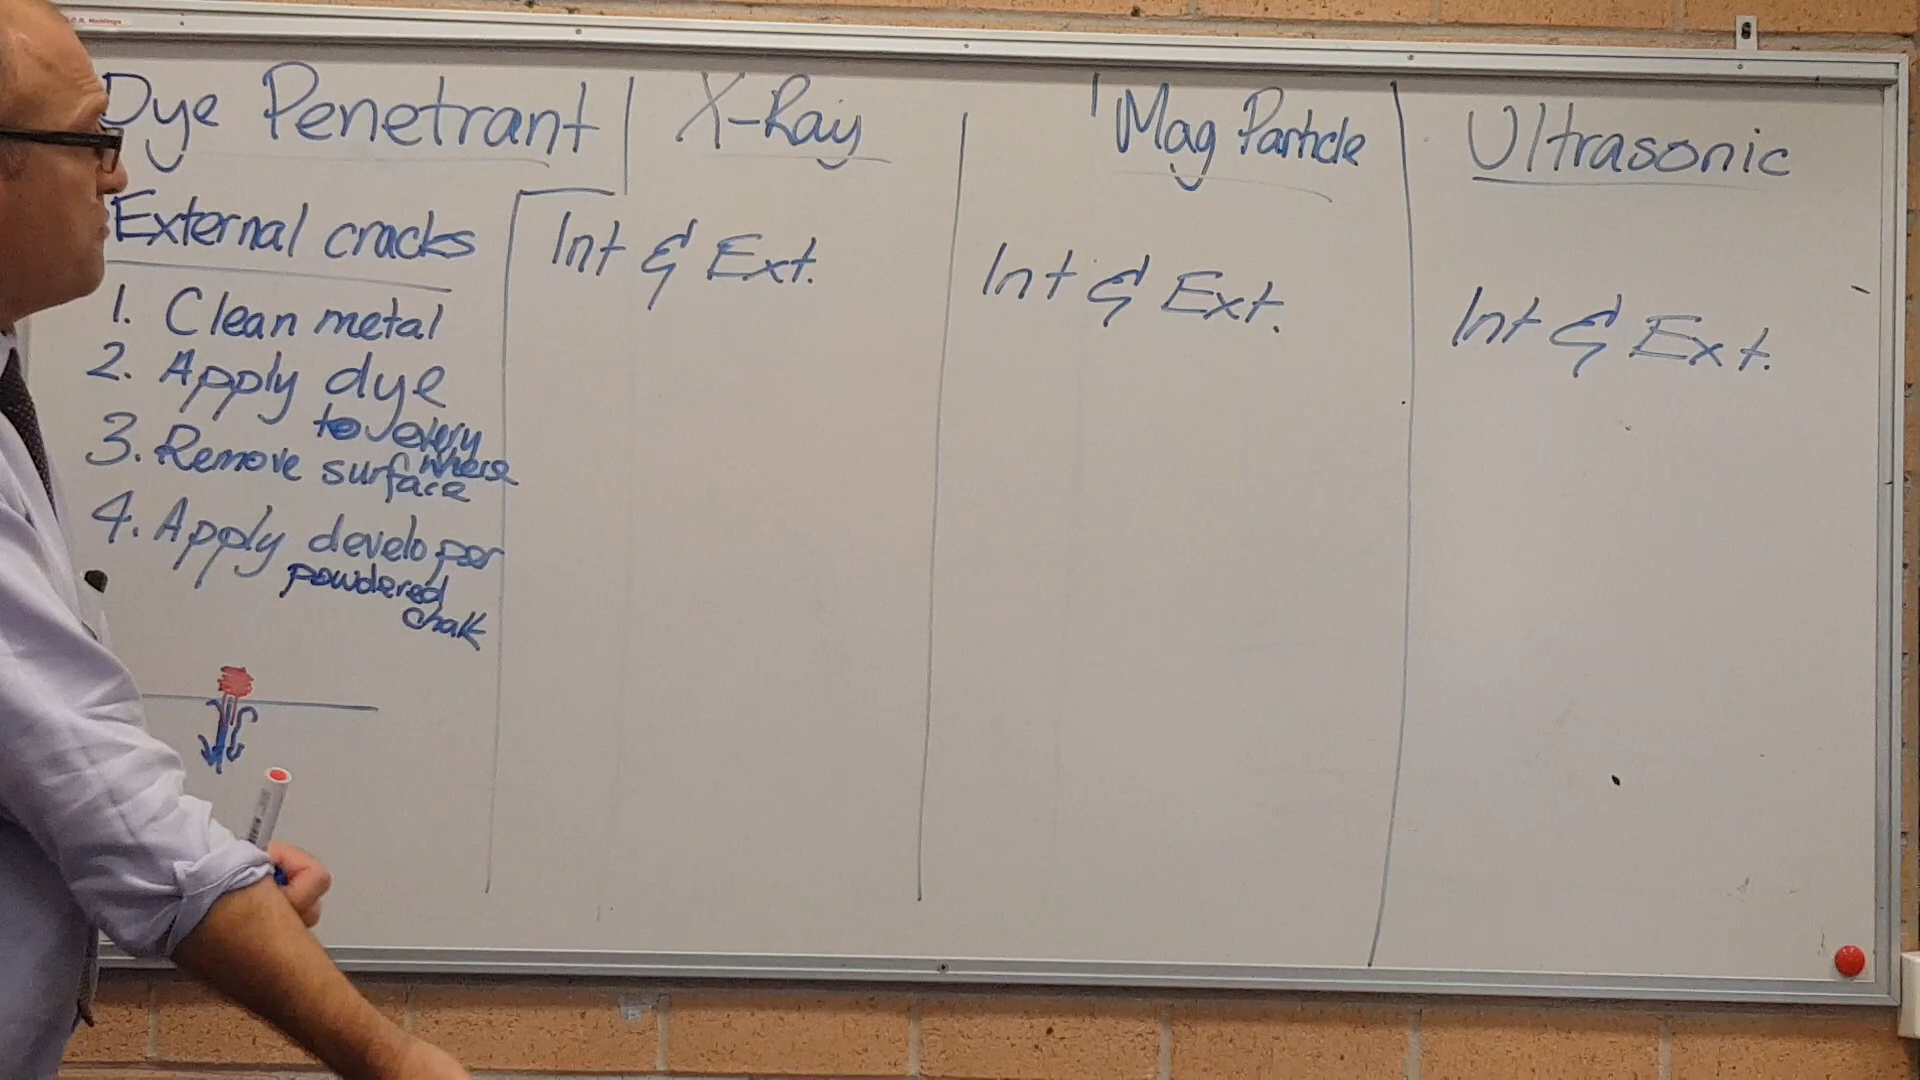 Dye Penetrant
External cracks
1. Clean metal
2. Apply dye
to every
where
3. Remove surface
4. Apply developer
powdered
chalk
X-Ray
Int & Ext.
Mag Particle
Int & Ext.
Ultrasonic
Int & Ext.